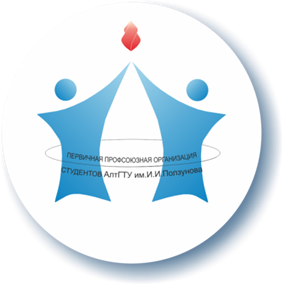 ПЕРВИЧНАЯ ПРОФСОЮЗНАЯ ОРГАНИЗАЦИЯ
СТУДЕНТОВ АлтГТУ им.И.И.Ползунова